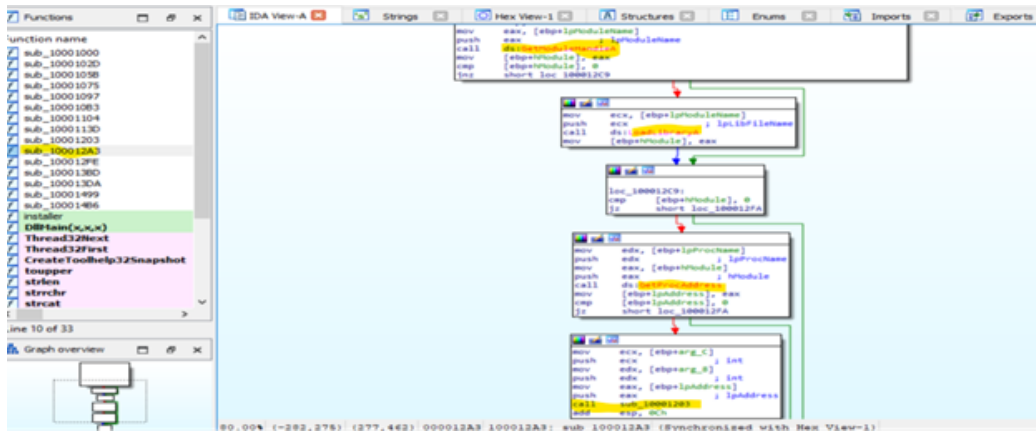 Functions
IDA View-A
Strings
Hex View-1
Structures
Enums
Imports
Exports
Function name
sub_10001000
sub_1000102D
sub_1000105B
sub_10001075
sub_10001097
sub_100010B3
sub_10001104
sub_1000113D
sub_10001203
sub_100012A3
sub_100012FE
sub_100013BD
sub_100013DA
sub_10001499
sub_100014B6
installer
DllMain(x,x,x)
Thread32Next
Thread32First
CreateToolhelp32Snapshot
toupper
strlen
strrchr
strcat
Line 10 of 33
Graph overview
mov eax, [ebp+lpModuleName]
push eax ; lpModuleName
call ds:GetModuleHandleA
mov [ebp+hModule], eax
cmp [ebp+hModule], 0
jnz short loc_100012C9
mov ecx, [ebp+lpModuleName]
push ecx ; lpLibFileName
call ds:LoadLibraryA
mov [ebp+hModule], eax
loc_100012C9:
cmp [ebp+hModule], 0
jz short loc_100012FA
mov edx, [ebp+lpProcName]
push edx ; lpProcName
mov eax, [ebp+hModule]
push eax ; hModule
call ds:GetProcAddress
mov [ebp+lpAddress], eax
cmp [ebp+lpAddress], 0
jz short loc_100012FA
mov ecx, [ebp+arg_C]
push ecx ; int
mov edx, [ebp+arg_8]
push edx ; int
mov eax, [ebp+lpAddress]
push eax ; lpAddress
call sub_10001203
add esp, 0Ch
80.00% (-282,278) (277,462) 000012A3 100012A3: sub_100012A3 (Synchronized with Hex View-1)